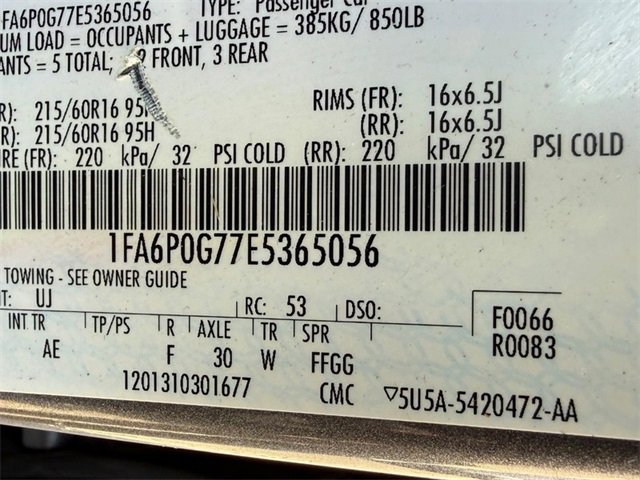 FA6P0G77E5365056 TYPE: Passenger Car
UM LOAD = OCCUPANTS + LUGGAGE = 385KG/ 850LB
ANTS = 5 TOTAL; 2 FRONT, 3 REAR
R): 215/60R16 95H RIMS (FR): 16x6.5J
R): 215/60R16 95H (RR): 16x6.5J
RE (FR): 220 kPa/ 32 PSI COLD (RR): 220 kPa/ 32 PSI COLD
1FA6P0G77E5365056
TOWING - SEE OWNER GUIDE
NT: UJ RC: 53 DSO: F0066
INT TR TP/PS R AXLE TR SPR R0083
AE F 30 W FFGG
1201310301677 CMC ▽5U5A-5420472-AA